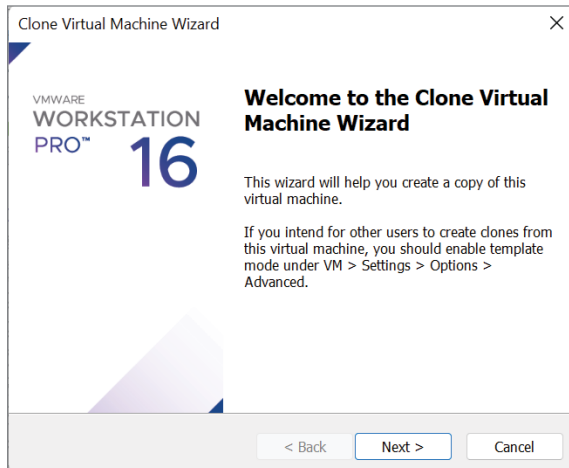 Clone Virtual Machine Wizard
VMWARE
WORKSTATION
PRO™ 16
Welcome to the Clone Virtual
Machine Wizard
This wizard will help you create a copy of this
virtual machine.
If you intend for other users to create clones from
this virtual machine, you should enable template
mode under VM > Settings > Options >
Advanced.
< Back Next > Cancel